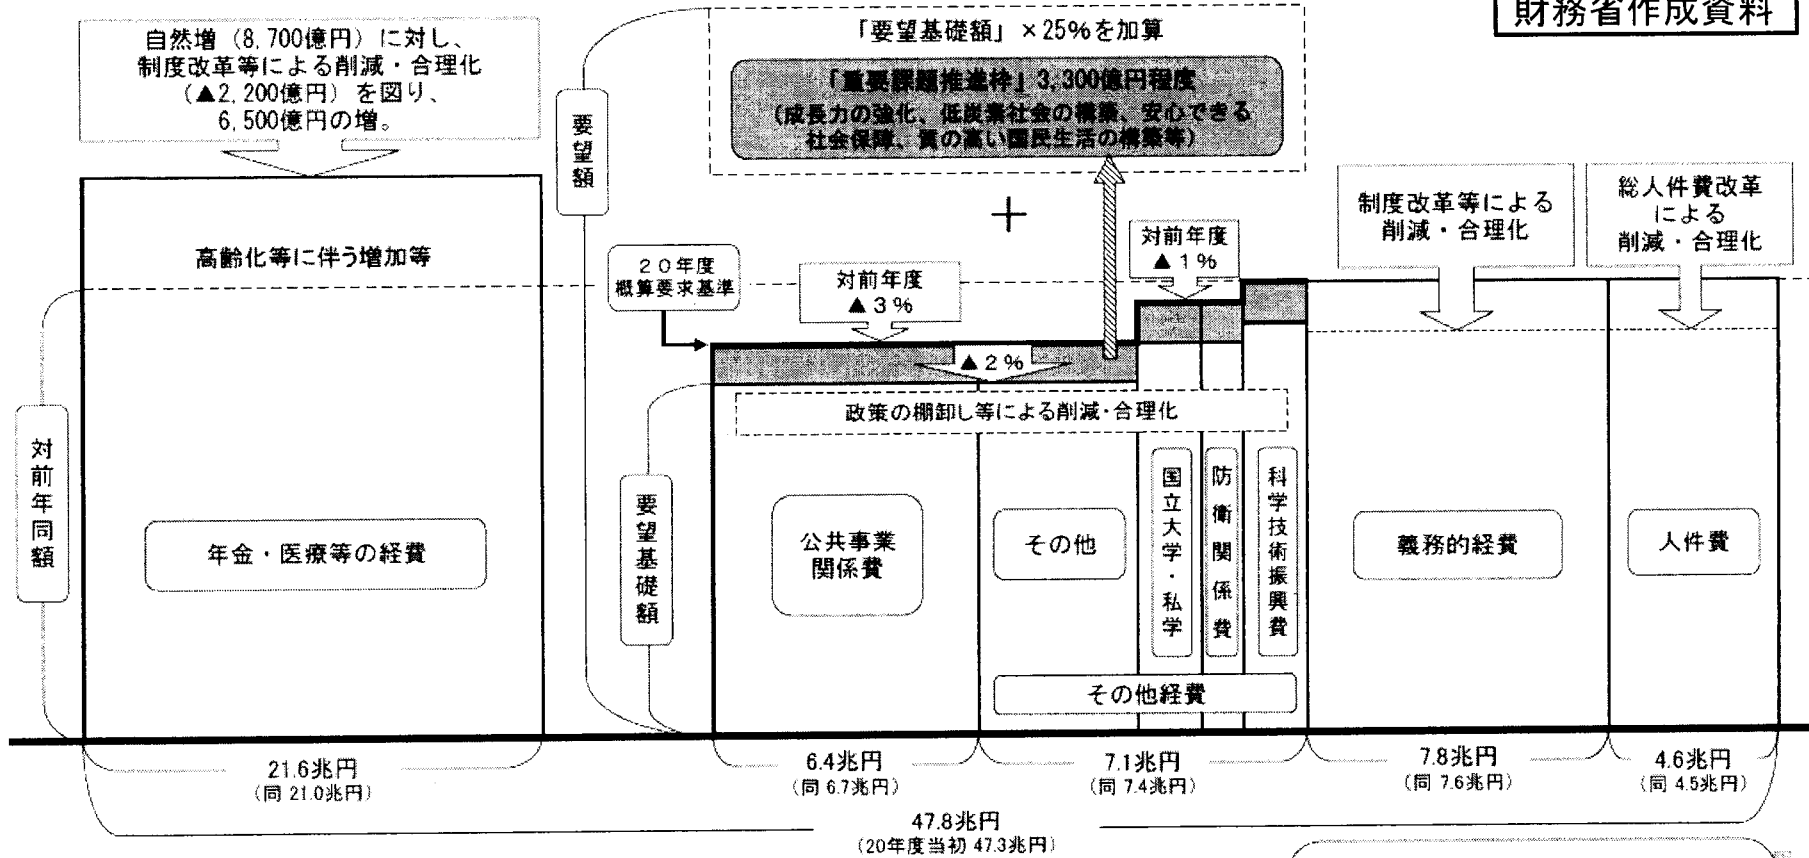 財務省作成資料
自然増（8,700億円）に対し、
制度改革等による削減・合理化
（▲2,200億円）を図り、
6,500億円の増。
要望額
「要望基礎額」×25%を加算
「重要課題推進枠」3,300億円程度
（成長力の強化、低炭素社会の構築、安心できる
社会保障、質の高い国民生活の構築等）
＋
制度改革等による
削減・合理化
総人件費改革
による
削減・合理化
高齢化等に伴う増加等
２０年度
概算要求基準
対前年度
▲３％
対前年度
▲１％
▲２％
政策の棚卸し等による削減・合理化
対前年同額
年金・医療等の経費
要望基礎額
公共事業
関係費
その他
国立大学・私学
防衛関係費
科学技術振興費
義務的経費
人件費
その他経費
21.6兆円
（同 21.0兆円）
6.4兆円
（同 6.7兆円）
7.1兆円
（同 7.4兆円）
7.8兆円
（同 7.6兆円）
4.6兆円
（同 4.5兆円）
47.8兆円
（20年度当初 47.3兆円）